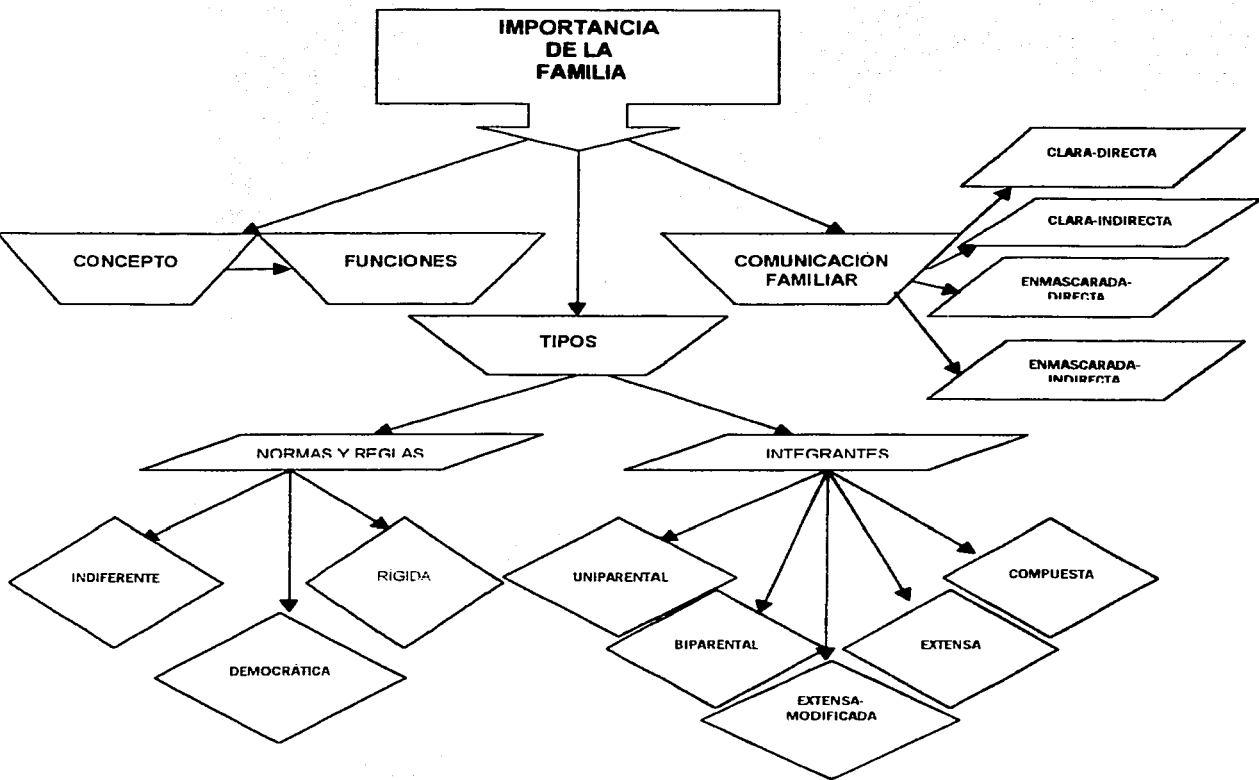 IMPORTANCIA
DE LA
FAMILIA
CONCEPTO
FUNCIONES
COMUNICACIÓN
FAMILIAR
CLARA-DIRECTA
CLARA-INDIRECTA
ENMASCARADA-
DIRECTA
ENMASCARADA-
INDIRECTA
TIPOS
NORMAS Y REGLAS
INTEGRANTES
INDIFERENTE
DEMOCRÁTICA
RÍGIDA
UNIPARENTAL
BIPARENTAL
EXTENSA-
MODIFICADA
EXTENSA
COMPUESTA